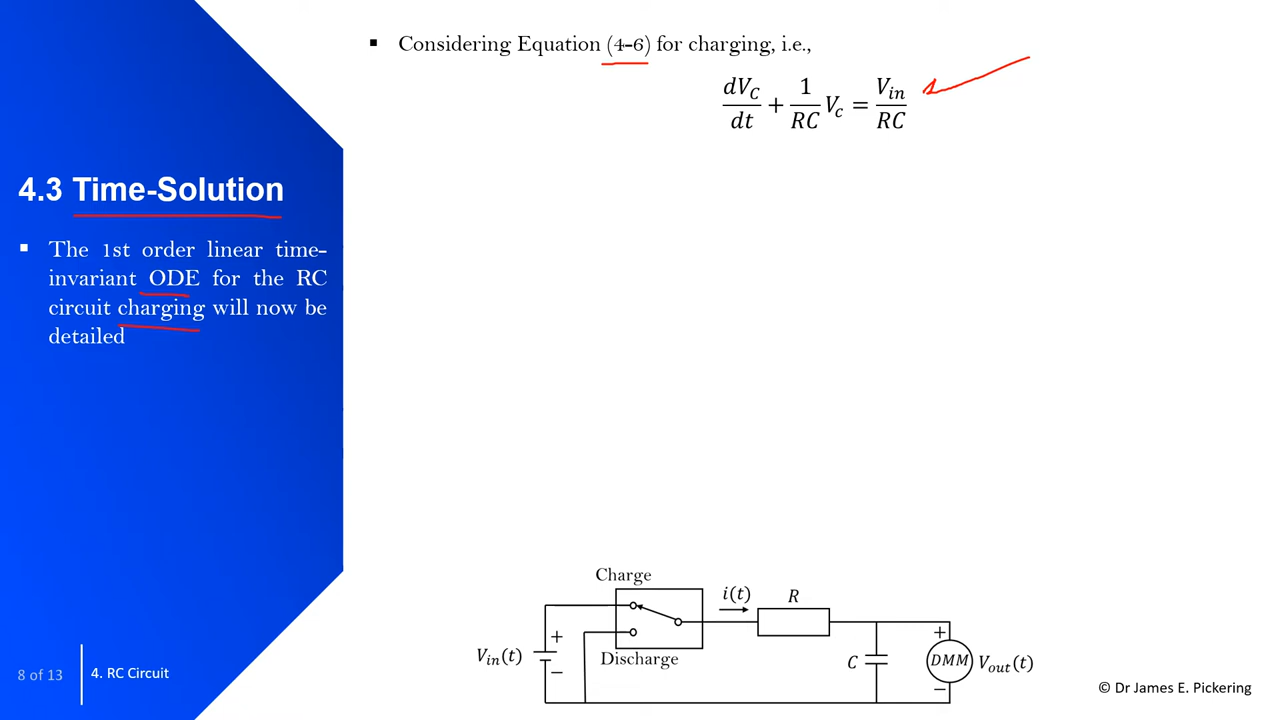 4.3 Time-Solution
▪ The 1st order linear time-
invariant ODE for the RC
circuit charging will now be
detailed
8 of 13
4. RC Circuit
▪ Considering Equation (4-6) for charging, i.e.,
dV_C/dt + 1/RC V_c = V_in/RC
Charge
i(t)
R
+
V_in(t)
−
Discharge
C
+
DMM
−
V_out(t)
© Dr James E. Pickering